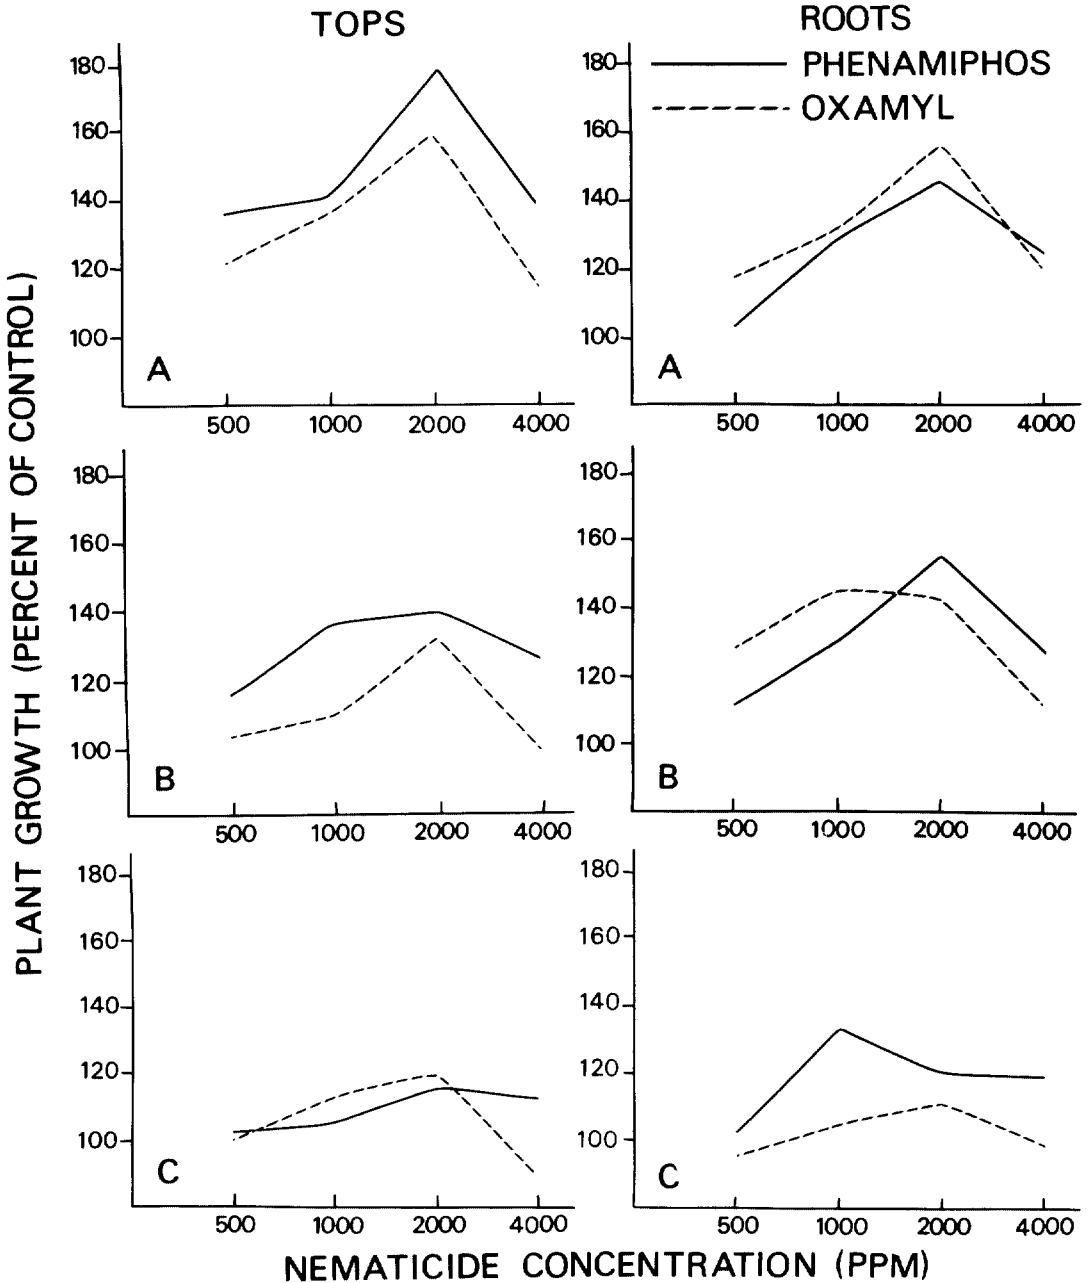 TOPS
ROOTS
PHENAMIPHOS
OXAMYL
PLANT GROWTH (PERCENT OF CONTROL)
180
160
140
120
100
A
500 1000 2000 4000
180
160
140
120
100
A
500 1000 2000 4000
180
160
140
120
100
B
500 1000 2000 4000
180
160
140
120
100
B
500 1000 2000 4000
180
160
140
120
100
C
500 1000 2000 4000
180
160
140
120
100
C
500 1000 2000 4000
NEMATICIDE CONCENTRATION (PPM)